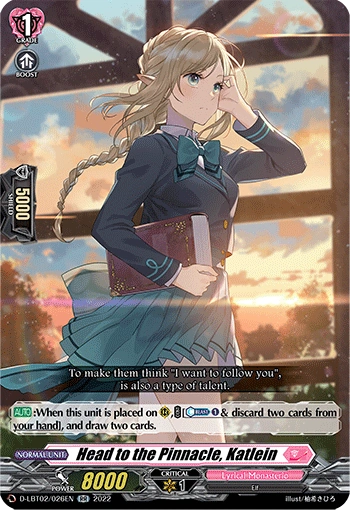 1
GRADE
BOOST
5000
SHIELD
To make them think "I want to follow you",
is also a type of talent.
AUTO:When this unit is placed on R, COST[COUNTER BLAST 1 & discard two cards from
your hand], and draw two cards.
NORMAL UNIT
Head to the Pinnacle, Katlein
POWER 8000
CRITICAL
1
Lyrical Monasterio
Elf
D-LBT02/026EN RR 2022
illust/柚希きひろ